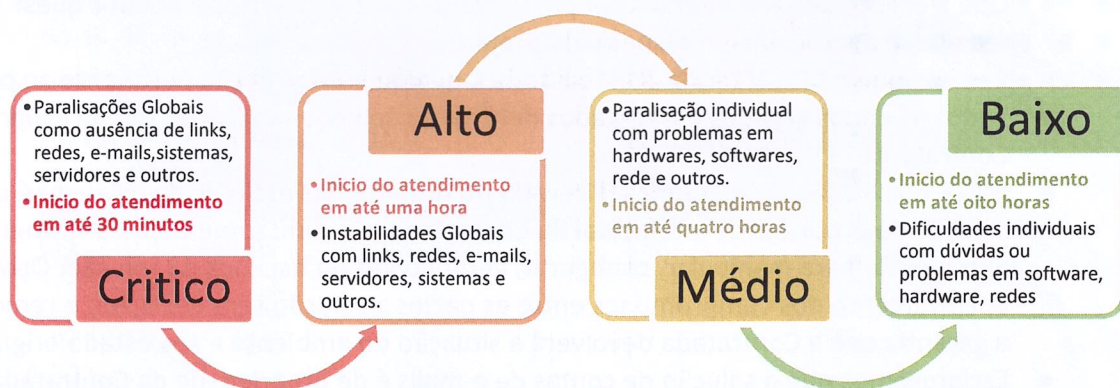 • Paralisações Globais
como ausência de links,
redes, e-mails,sistemas,
servidores e outros.
• Inicio do atendimento
em até 30 minutos
Critico
Alto
• Inicio do atendimento
em até uma hora
• Instabilidades Globais
com links, redes, e-mails,
servidores, sistemas e
outros.
• Paralisação individual
com problemas em
hardwares, softwares,
rede e outros.
• Inicio do atendimento
em até quatro horas
Médio
Baixo
• Inicio do atendimento
em até oito horas
• Dificuldades individuais
com dúvidas ou
problemas em software,
hardware, redes